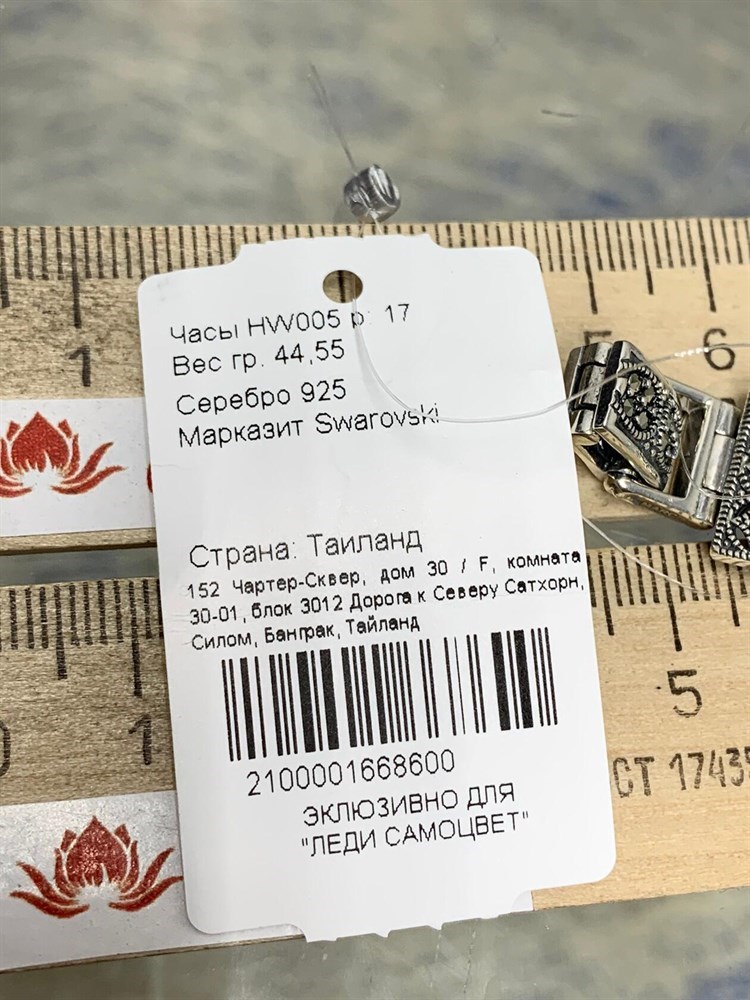 Часы HW005 р: 17
Вес гр. 44,55
Серебро 925
Марказит Swarovski
Страна: Таиланд
152 Чартер-Сквер, дом 30 / F, комната
30-01, блок 3012 Дорога к Северу Сатхорн,
Силом, Банграк, Тайланд
2100001668600
ЭКЛЮЗИВНО ДЛЯ
"ЛЕДИ САМОЦВЕТ"
1
6
0
1
5